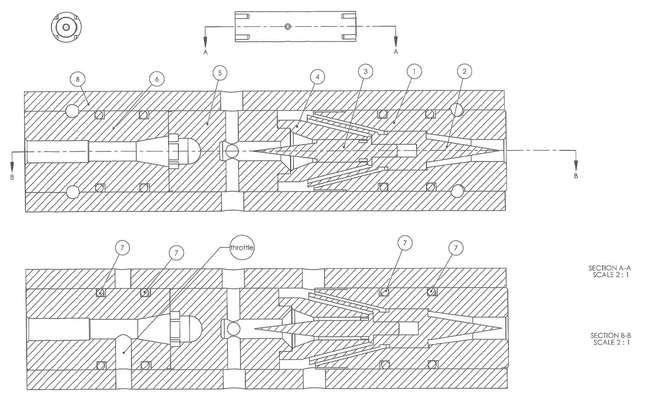 A A
8 6 5 4 3 1 2
B B
7 7 throttle 7 7
SECTION A-A
SCALE 2 : 1
SECTION B-B
SCALE 2 : 1